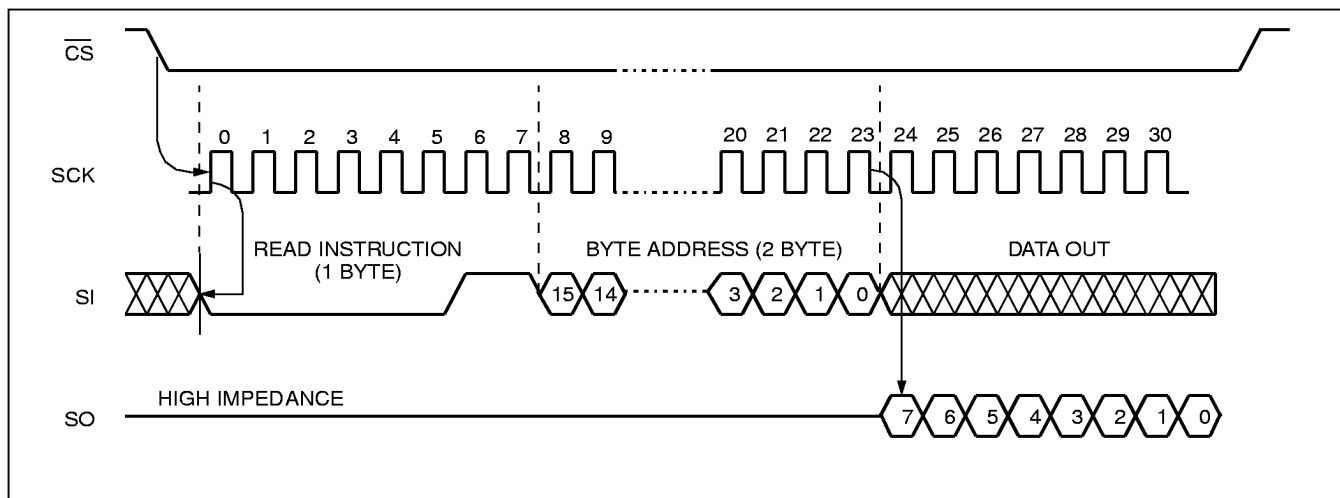 CS
0 1 2 3 4 5 6 7 8 9 20 21 22 23 24 25 26 27 28 29 30
SCK
READ INSTRUCTION
(1 BYTE)
BYTE ADDRESS (2 BYTE)
DATA OUT
SI
15 14 3 2 1 0
HIGH IMPEDANCE
SO
7 6 5 4 3 2 1 0